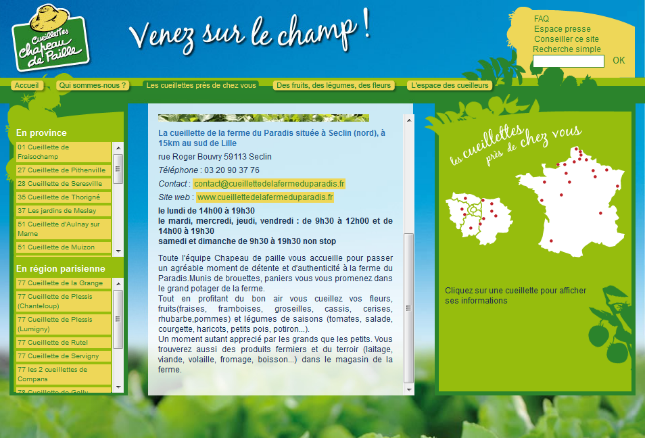 Cueillettes
Chapeau
de Paille
Venez sur le champ !
FAQ
Espace presse
Conseiller ce site
Recherche simple
OK
Accueil
Qui sommes-nous ?
Les cueillettes près de chez vous
Des fruits, des légumes, des fleurs
L'espace des cueilleurs
En province
01 Cueillette de
Fraisochamp
27 Cueillette de Pithenville
28 Cueillette de Seresville
35 Cueillette de Thorigné
37 Les jardins de Meslay
51 Cueillette d'Aulnay sur
Marne
51 Cueillette de Muizon
En région parisienne
77 Cueillette de la Grange
77 Cueillette de Plessis
(Chanteloup)
77 Cueillette de Plessis
(Lumigny)
77 Cueillette de Rutel
77 Cueillette de Servigny
77 les 2 cueillettes de
Compans
78 Cueillette de Gally
La cueillette de la ferme du Paradis située à Seclin (nord), à
15km au sud de Lille
rue Roger Bouvry 59113 Seclin
Téléphone : 03 20 90 37 76
Contact : contact@cueillettedelafermeduparadis.fr
Site web : www.cueillettedelafermeduparadis.fr
le lundi de 14h00 à 19h30
le mardi, mercredi, jeudi, vendredi : de 9h30 à 12h00 et de
14h00 à 19h30
samedi et dimanche de 9h30 à 19h30 non stop
Toute l'équipe Chapeau de paille vous accueille pour passer
un agréable moment de détente et d'authenticité à la ferme du
Paradis.Munis de brouettes, paniers vous vous promenez dans
le grand potager de la ferme.
Tout en profitant du bon air vous cueillez vos fleurs,
fruits(fraises, framboises, groseilles, cassis, cerises,
rhubarbe,pommes) et légumes de saisons (tomates, salade,
courgette, haricots, petits pois, potiron...).
Un moment autant apprecié par les grands que les petits. Vous
trouverez aussi des produits fermiers et du terroir (laitage,
viande, volaille, fromage, boisson...) dans le magasin de la
ferme.
les cueillettes
près de chez vous
Cliquez sur une cueillette pour afficher
ses informations